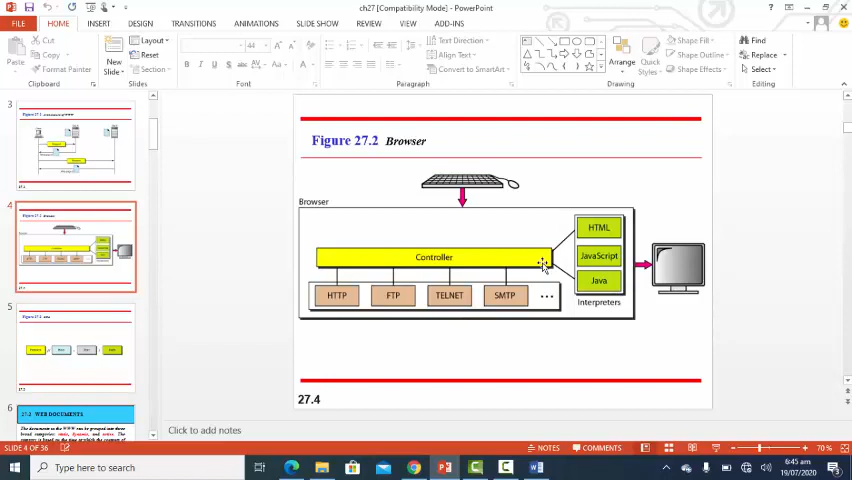 ch27 [Compatibility Mode] - PowerPoint
FILE HOME INSERT DESIGN TRANSITIONS ANIMATIONS SLIDE SHOW REVIEW VIEW ADD-INS
Paste
Cut
Copy
Format Painter
Clipboard
New
Slide
Layout
Reset
Section
Slides
44
B I U S abc AV Aa A
Font
Text Direction
Align Text
Convert to SmartArt
Paragraph
Arrange
Quick
Styles
Shape Fill
Shape Outline
Shape Effects
Drawing
Find
Replace
Select
Editing
3
4
5
6
27.2 WEB DOCUMENTS
Figure 27.2 Browser
Browser
Controller
HTTP FTP TELNET SMTP ...
HTML
JavaScript
Java
Interpreters
27.4
Click to add notes
SLIDE 4 OF 36
NOTES COMMENTS 70%
Type here to search
6:45 am
19/07/2020
3